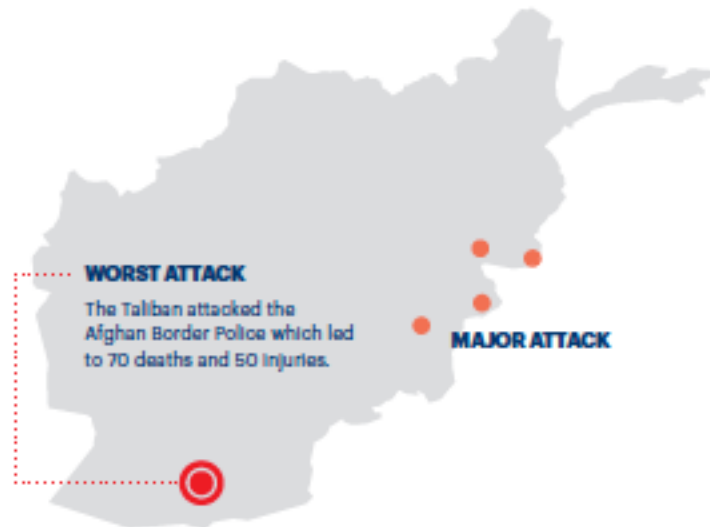 WORST ATTACK
The Taliban attacked the
Afghan Border Police which led
to 70 deaths and 50 injuries.
MAJOR ATTACK